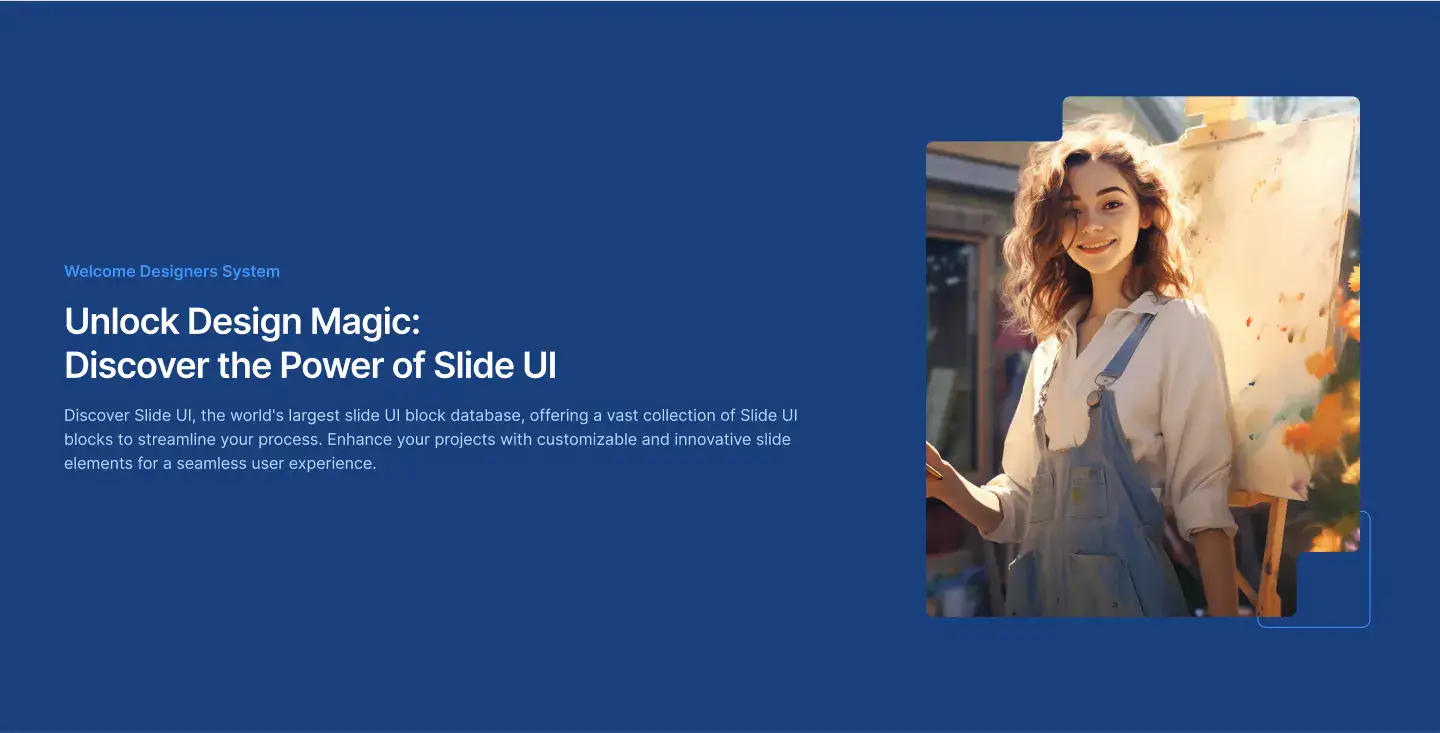 Welcome Designers System
Unlock Design Magic:
Discover the Power of Slide UI
Discover Slide UI, the world's largest slide UI block database, offering a vast collection of Slide UI
blocks to streamline your process. Enhance your projects with customizable and innovative slide
elements for a seamless user experience.